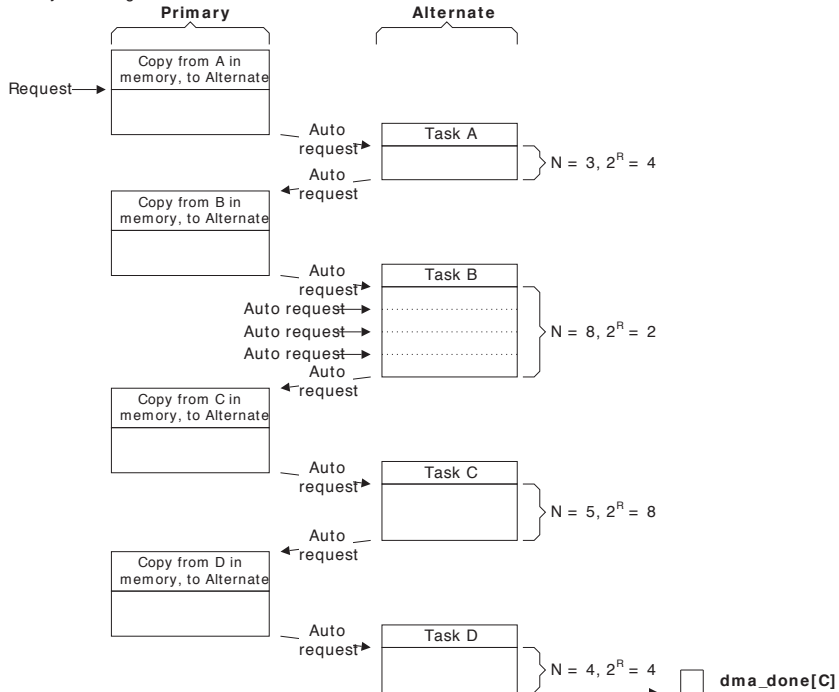 Primary Alternate
Copy from A in
memory, to Alternate
Request
Auto
request
Task A
N = 3, 2^R = 4
Auto
request
Copy from B in
memory, to Alternate
Auto
request
Task B
Auto request
Auto request
Auto request
N = 8, 2^R = 2
Auto
request
Copy from C in
memory, to Alternate
Auto
request
Task C
N = 5, 2^R = 8
Auto
request
Copy from D in
memory, to Alternate
Auto
request
Task D
N = 4, 2^R = 4
dma_done[C]